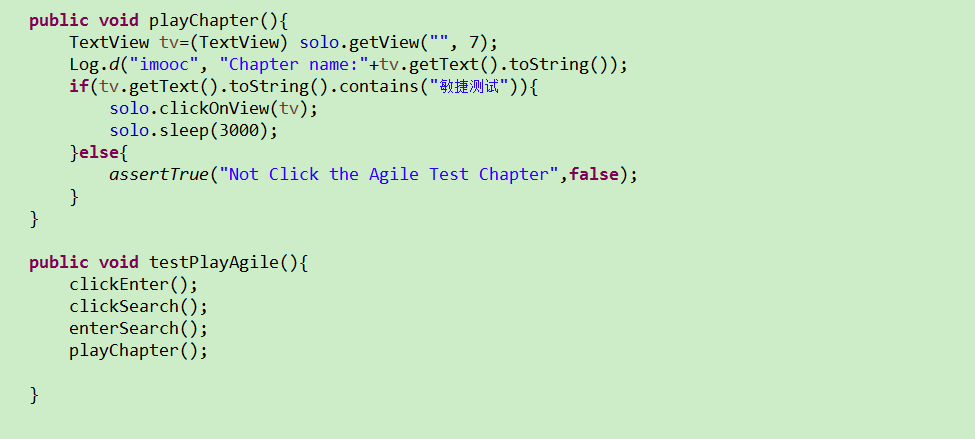 public void playChapter(){
TextView tv=(TextView) solo.getView("", 7);
Log.d("imooc", "Chapter name:"+tv.getText().toString());
if(tv.getText().toString().contains("敏捷测试")){
solo.clickOnView(tv);
solo.sleep(3000);
}else{
assertTrue("Not Click the Agile Test Chapter",false);
}
}
public void testPlayAgile(){
clickEnter();
clickSearch();
enterSearch();
playChapter();
}